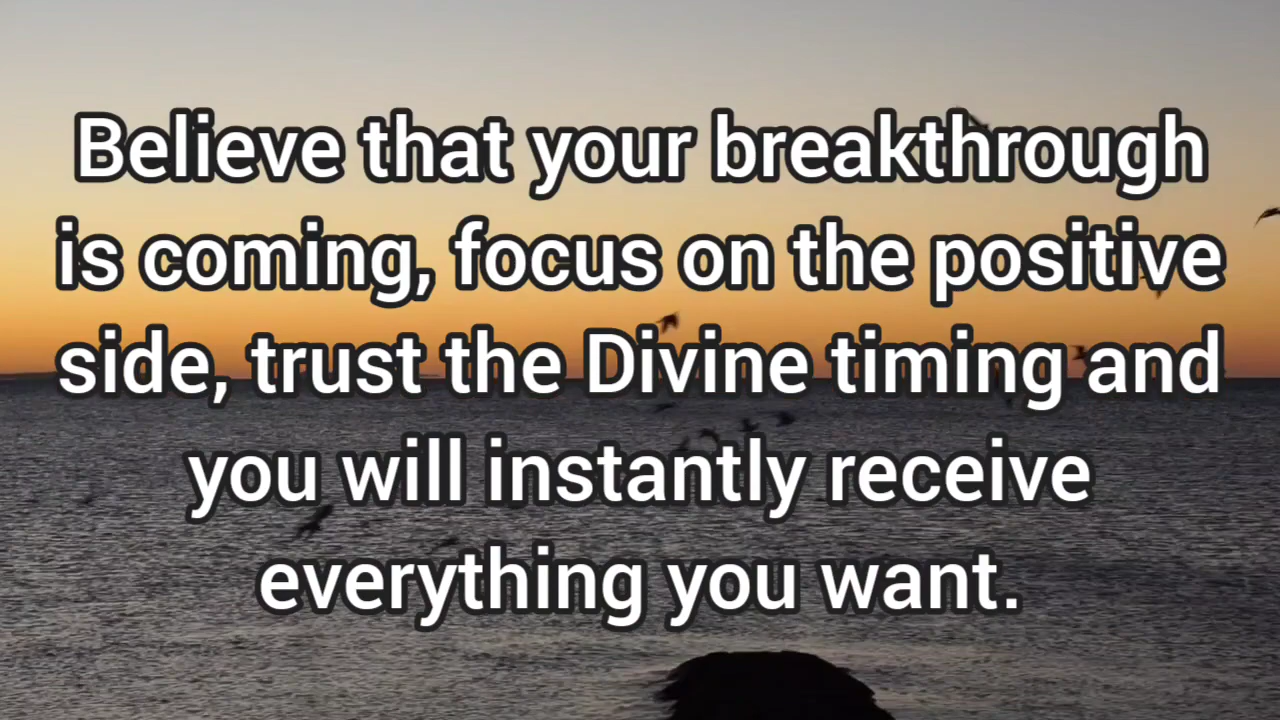 Believe that your breakthrough
is coming, focus on the positive
side, trust the Divine timing and
you will instantly receive
everything you want.